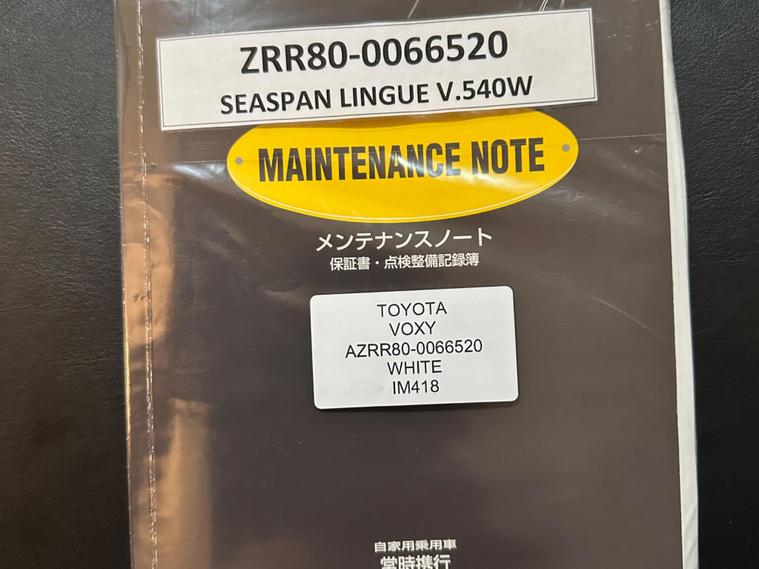 ZRR80-0066520
SEASPAN LINGUE V.540W
MAINTENANCE NOTE
メンテナンスノート
保証書・点検整備記録簿
TOYOTA
VOXY
AZRR80-0066520
WHITE
IM418
自家用乗用車
常時携行